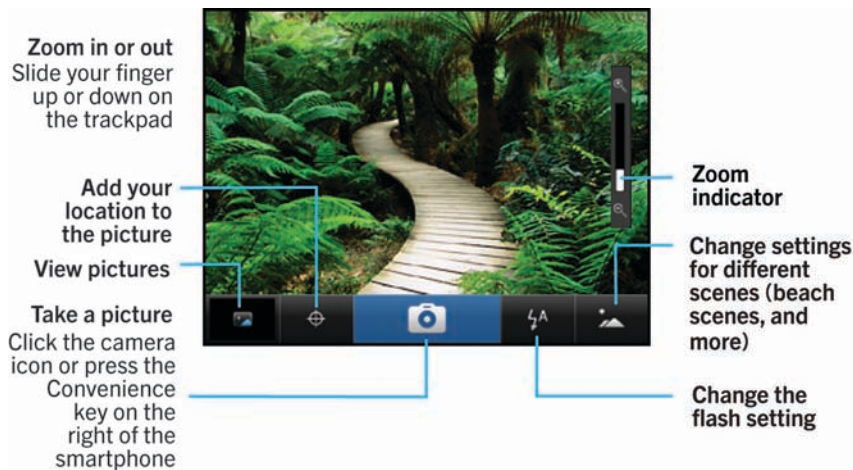 Zoom in or out
Slide your finger
up or down on
the trackpad
Add your
location to
the picture
View pictures
Take a picture
Click the camera
icon or press the
Convenience
key on the
right of the
smartphone
A
Zoom
indicator
Change settings
for different
scenes (beach
scenes, and
more)
Change the
flash setting